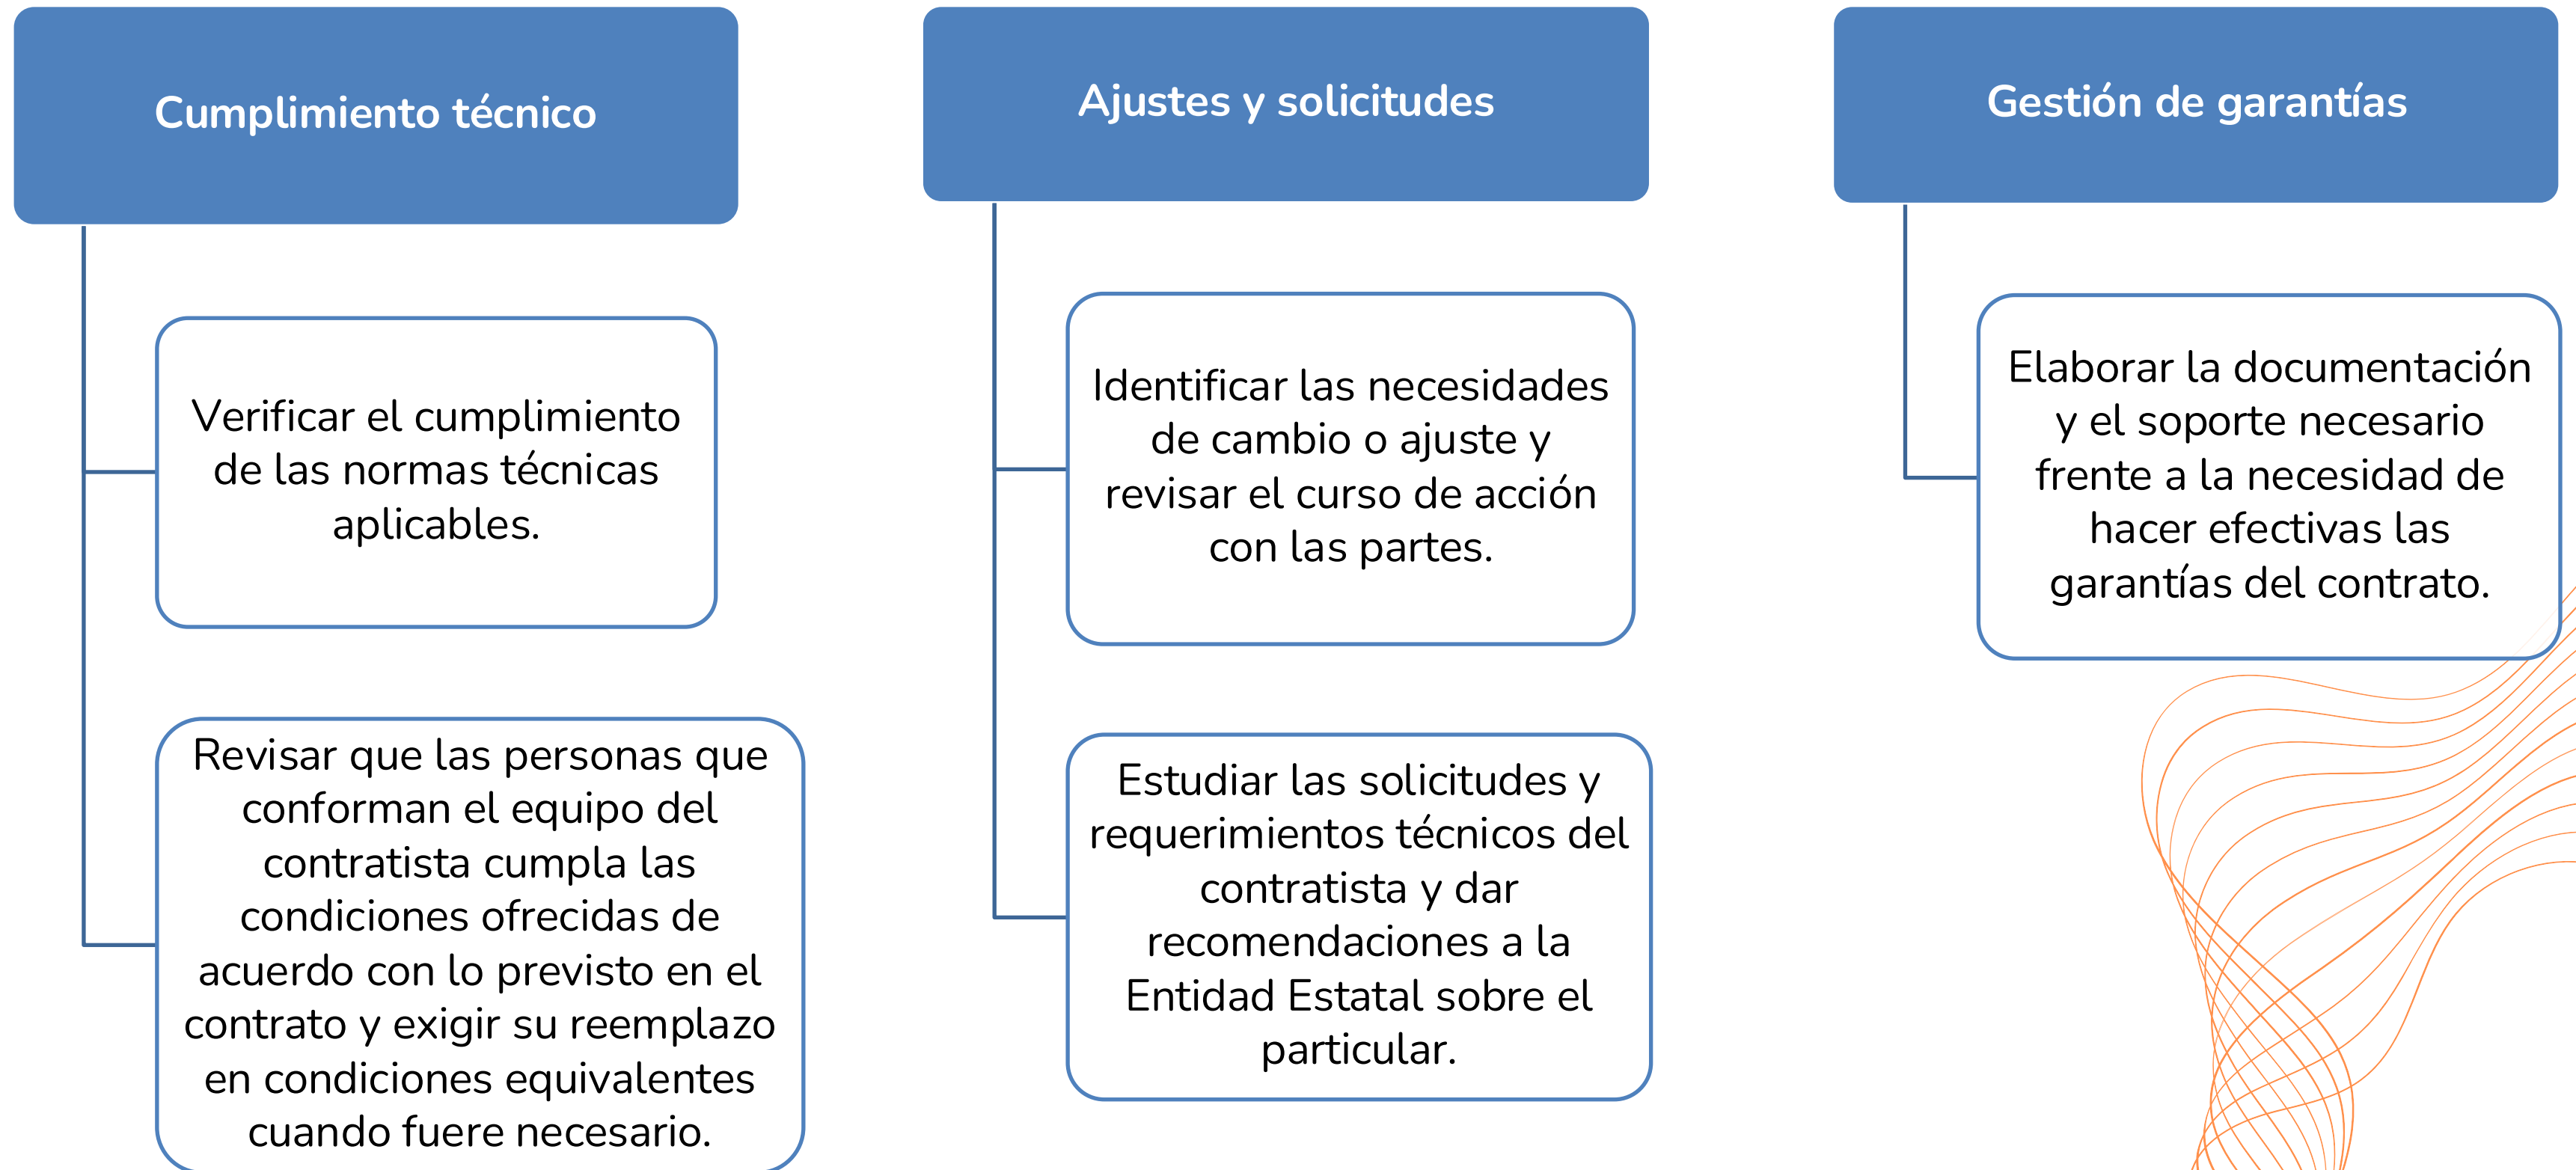 Cumplimiento técnico
Verificar el cumplimiento
de las normas técnicas
aplicables.
Revisar que las personas que
conforman el equipo del
contratista cumpla las
condiciones ofrecidas de
acuerdo con lo previsto en el
contrato y exigir su reemplazo
en condiciones equivalentes
cuando fuere necesario.
Ajustes y solicitudes
Identificar las necesidades
de cambio o ajuste y
revisar el curso de acción
con las partes.
Estudiar las solicitudes y
requerimientos técnicos del
contratista y dar
recomendaciones a la
Entidad Estatal sobre el
particular.
Gestión de garantías
Elaborar la documentación
y el soporte necesario
frente a la necesidad de
hacer efectivas las
garantías del contrato.